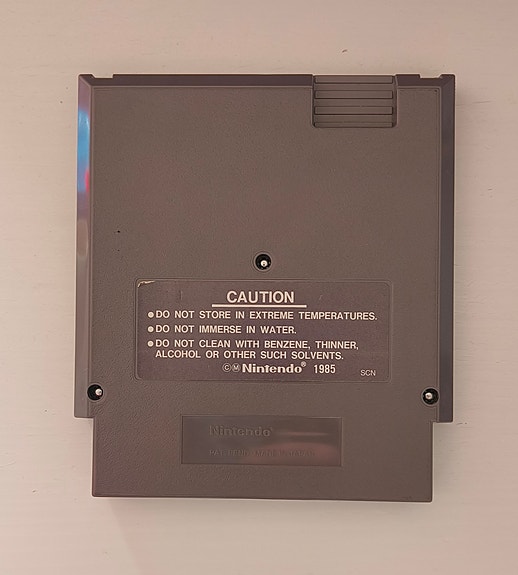 CAUTION
●DO NOT STORE IN EXTREME TEMPERATURES.
●DO NOT IMMERSE IN WATER.
●DO NOT CLEAN WITH BENZENE, THINNER,
ALCOHOL OR OTHER SUCH SOLVENTS.
©Ⓜ Nintendo® 1985
SCN
Nintendo®